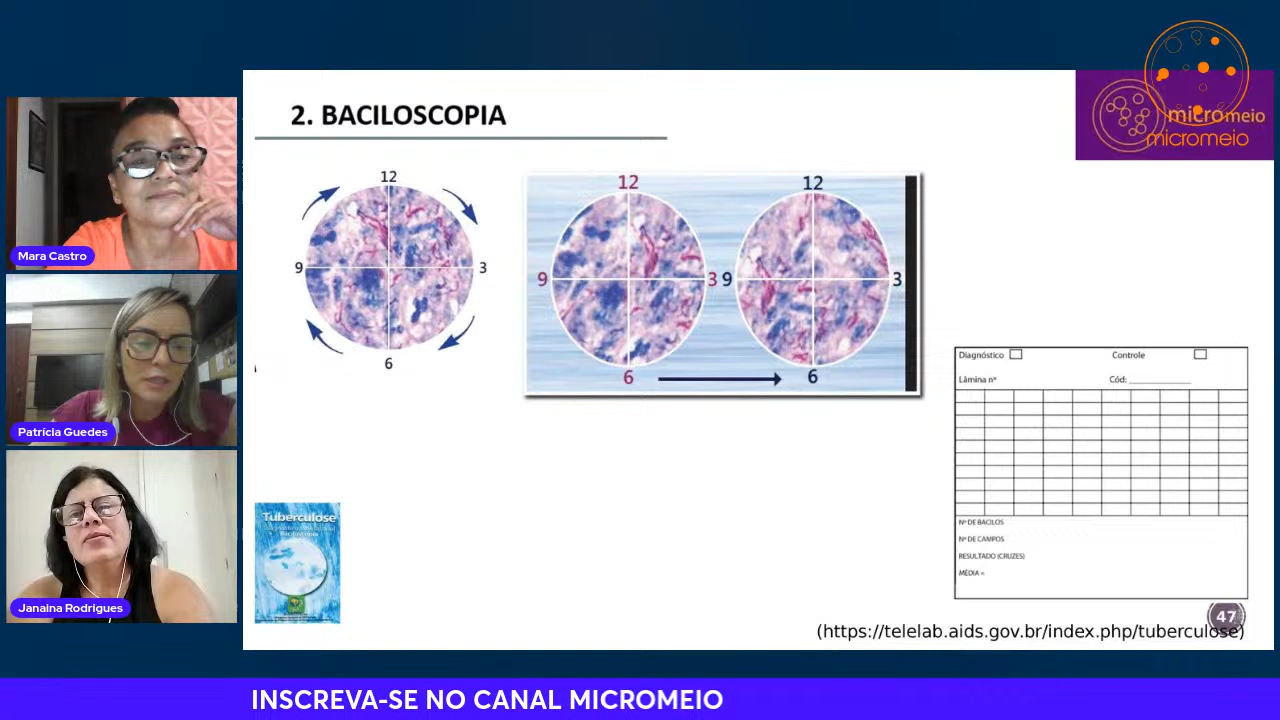 2. BACILOSCOPIA
micromeio
micromeio
12
9
3
6
12
9
3
6
12
9
3
6
Mara Castro
Patrícia Guedes
Janaina Rodrigues
Diagnóstico
Controle
Lâmina nº
Cód: ___________
Nº DE BACILOS
Nº DE CAMPOS
RESULTADO (CRUZES)
MÉDIA =
Tuberculose
47
(https://telelab.aids.gov.br/index.php/tuberculose)
INSCREVA-SE NO CANAL MICROMEIO